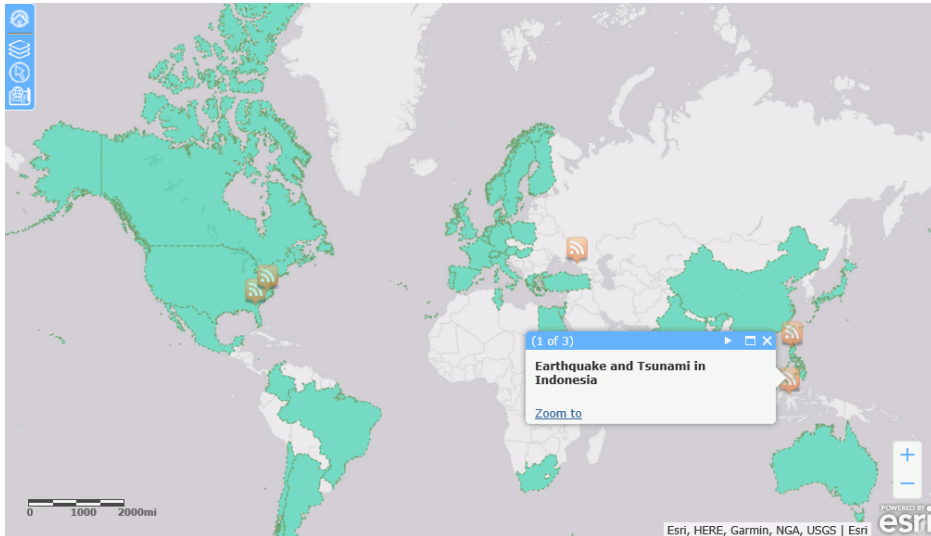 (1 of 3)
Earthquake and Tsunami in
Indonesia
Zoom to
+
−
0 1000 2000mi
POWERED BY
esri
Esri, HERE, Garmin, NGA, USGS | Esri